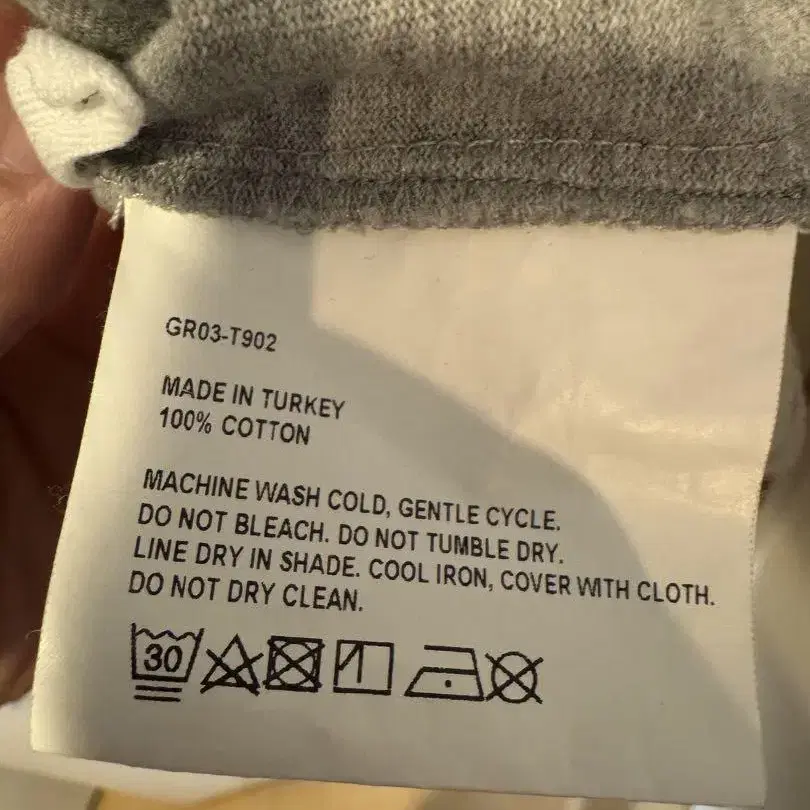 GR03-T902
MADE IN TURKEY
100% COTTON
MACHINE WASH COLD, GENTLE CYCLE.
DO NOT BLEACH. DO NOT TUMBLE DRY.
LINE DRY IN SHADE. COOL IRON, COVER WITH CLOTH.
DO NOT DRY CLEAN.
30